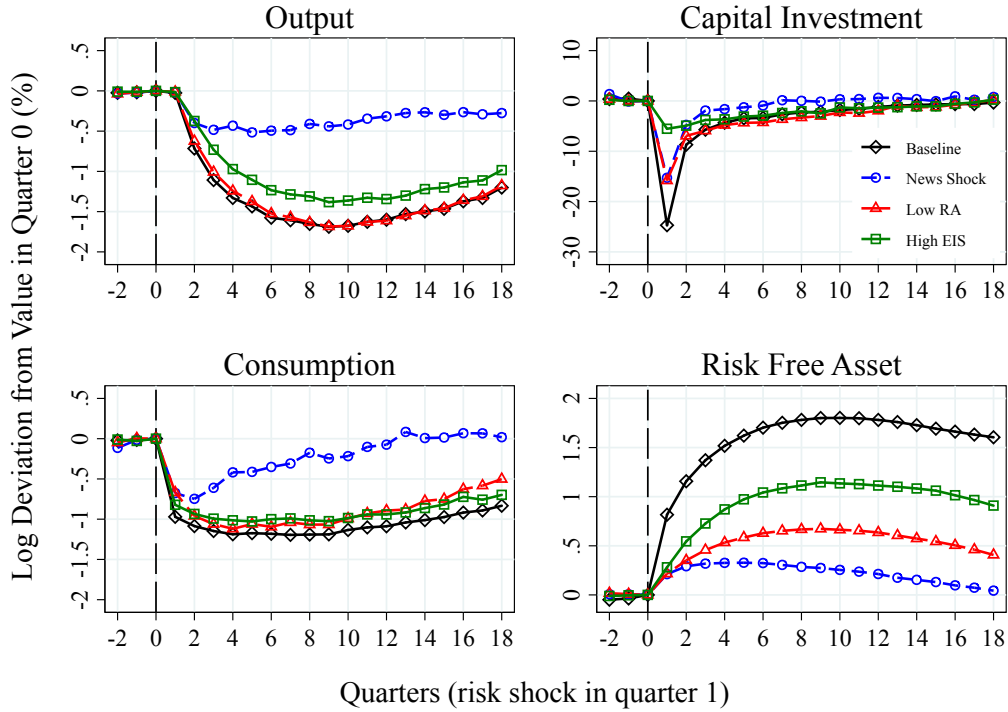 Output
Capital Investment
.5
0
-.5
-1
-1.5
-2
-2 0 2 4 6 8 10 12 14 16 18
10
0
-10
-20
-30
-2 0 2 4 6 8 10 12 14 16 18
Baseline
News Shock
Low RA
High EIS
Consumption
Risk Free Asset
.5
0
-.5
-1
-1.5
-2
-2 0 2 4 6 8 10 12 14 16 18
2
1.5
1
.5
0
-2 0 2 4 6 8 10 12 14 16 18
Log Deviation from Value in Quarter 0 (%)
Quarters (risk shock in quarter 1)